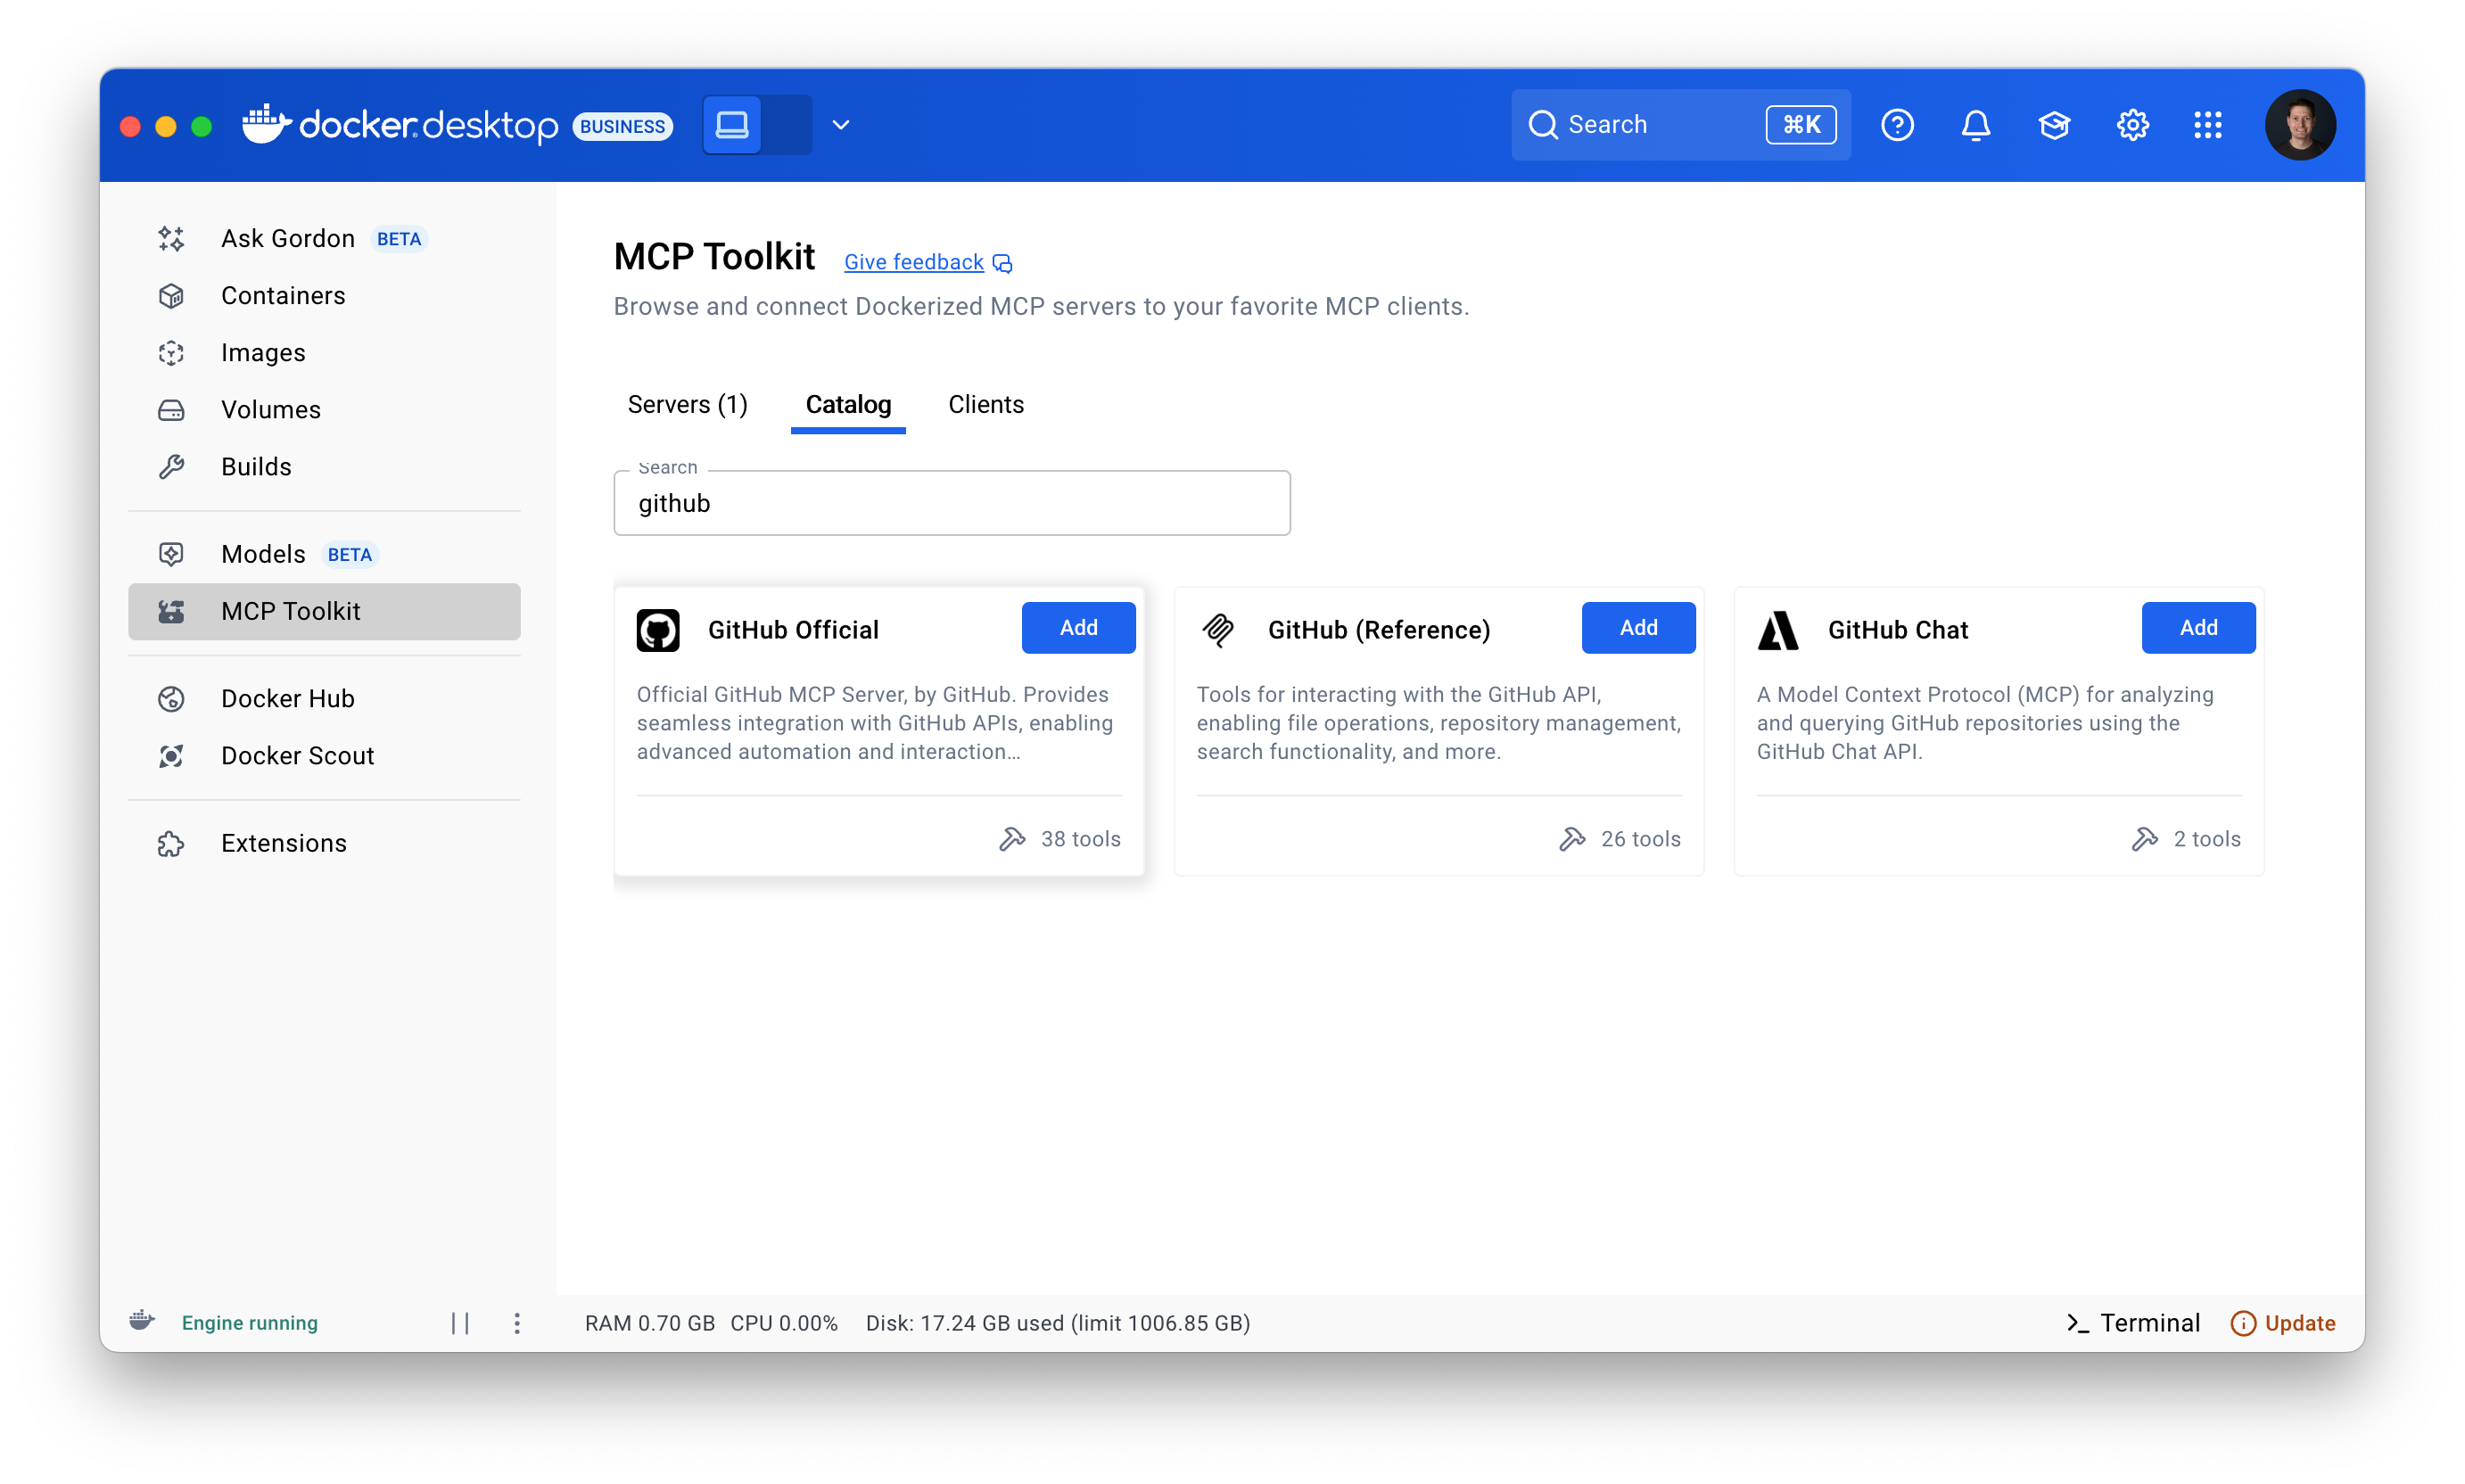 docker desktop BUSINESS
Search ⌘K
Ask Gordon BETA
Containers
Images
Volumes
Builds
Models BETA
MCP Toolkit
Docker Hub
Docker Scout
Extensions
MCP Toolkit Give feedback
Browse and connect Dockerized MCP servers to your favorite MCP clients.
Servers (1) Catalog Clients
Search
github
GitHub Official Add
Official GitHub MCP Server, by GitHub. Provides
seamless integration with GitHub APIs, enabling
advanced automation and interaction...
38 tools
GitHub (Reference) Add
Tools for interacting with the GitHub API,
enabling file operations, repository management,
search functionality, and more.
26 tools
GitHub Chat Add
A Model Context Protocol (MCP) for analyzing
and querying GitHub repositories using the
GitHub Chat API.
2 tools
Engine running
RAM 0.70 GB CPU 0.00% Disk: 17.24 GB used (limit 1006.85 GB)
Terminal Update